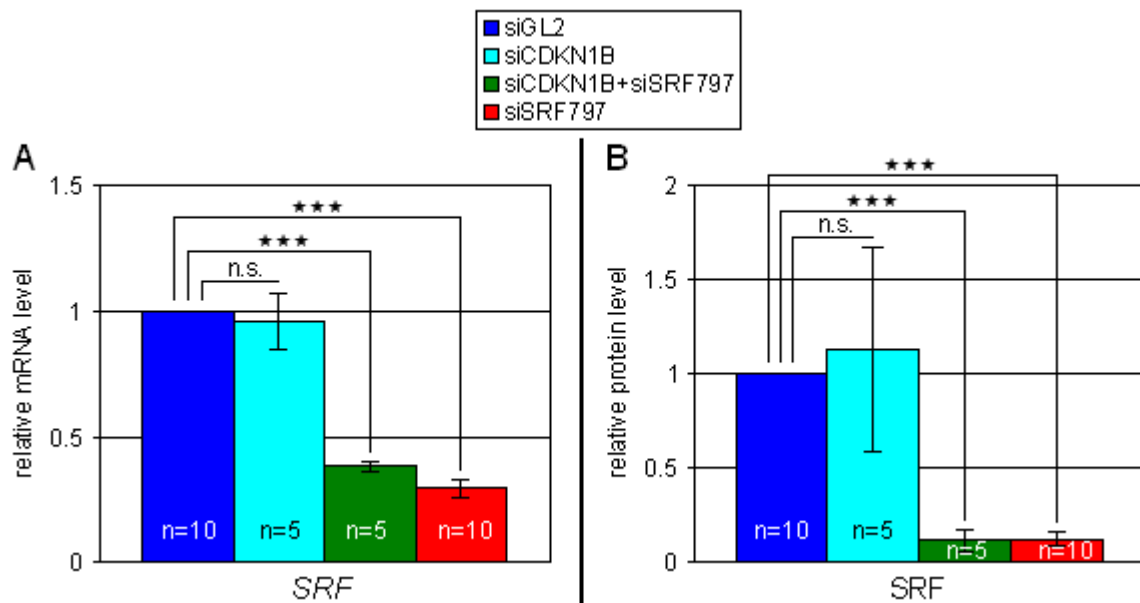 siGL2
siCDKN1B
siCDKN1B+siSRF797
siSRF797
A
relative mRNA level
1.5
1
0.5
0
★★★
★★★
n.s.
n=10
n=5
n=5
n=10
SRF
B
relative protein level
2
1.5
1
0.5
0
★★★
★★★
n.s.
n=10
n=5
n=5
n=10
SRF